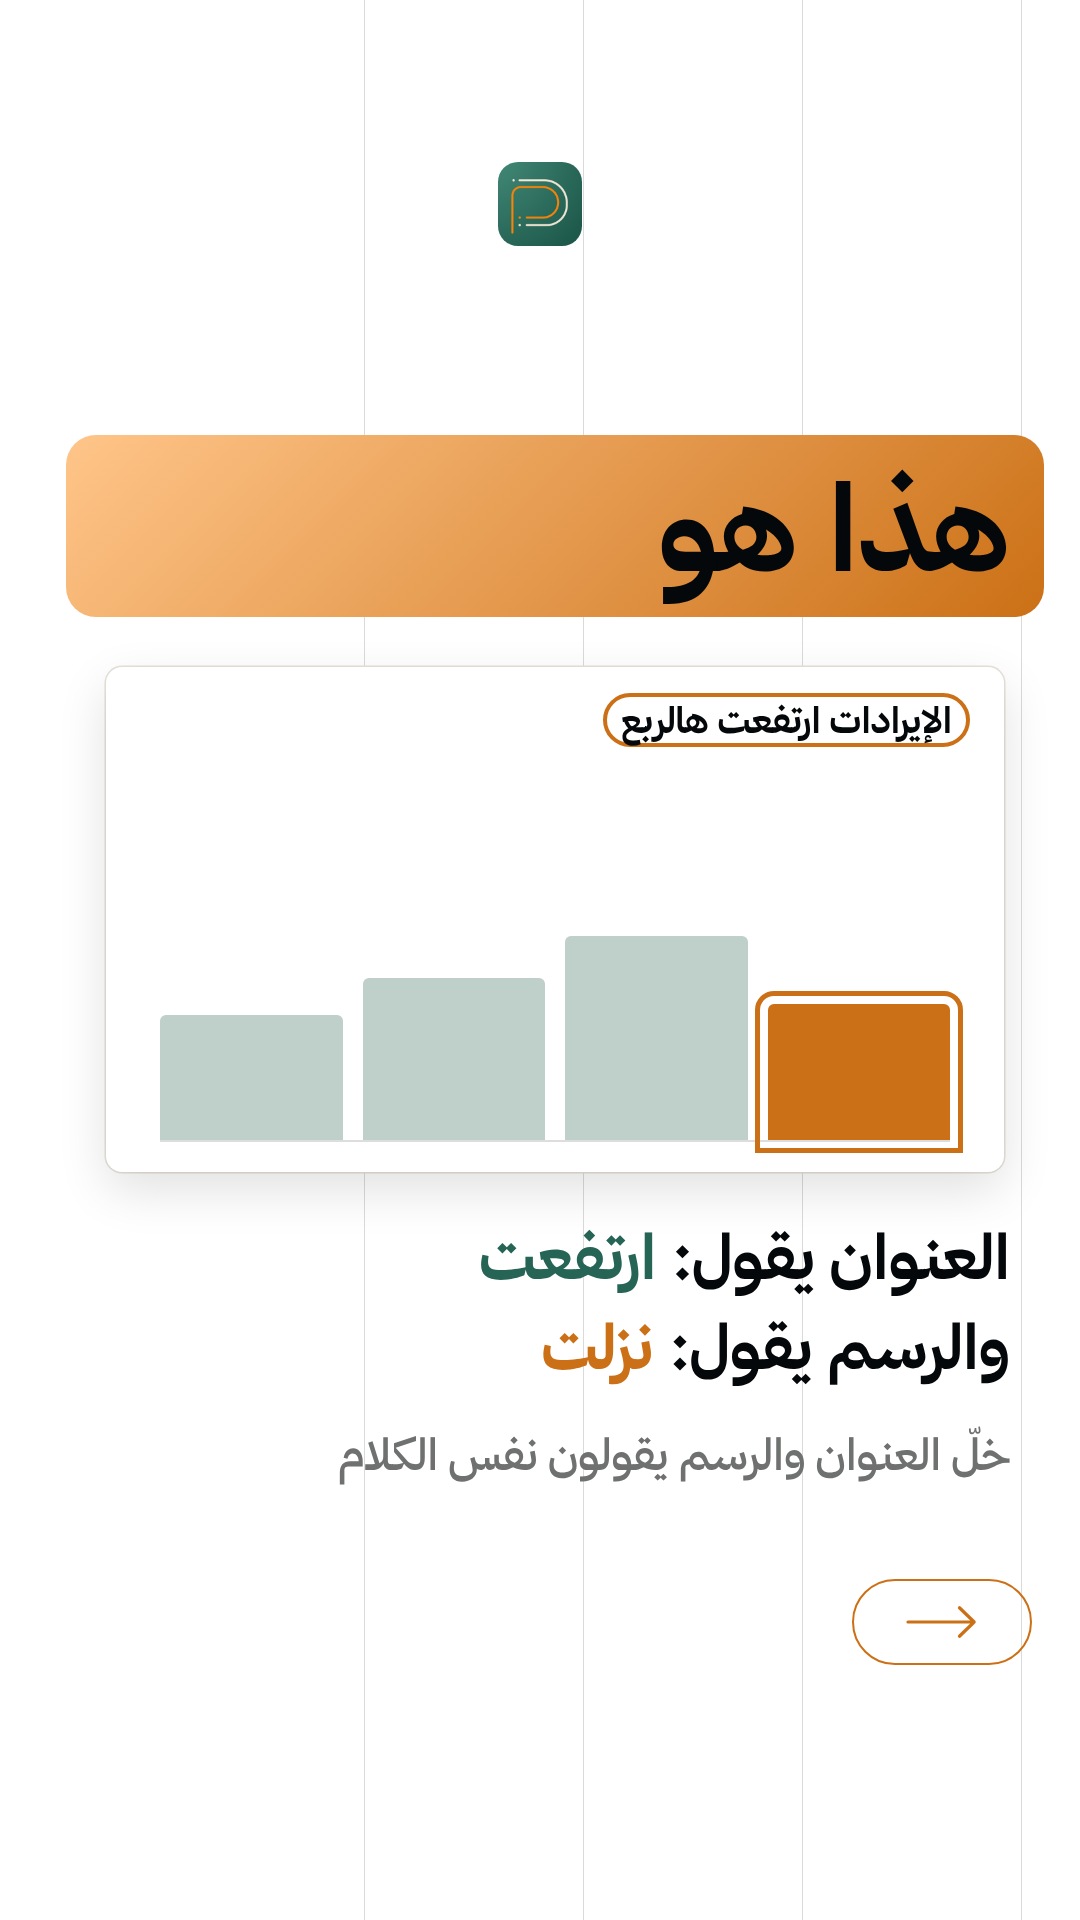 هذا هو
الإيرادات ارتفعت هالربع
العنوان يقول: ارتفعت
والرسم يقول: نزلت
خلّ العنوان والرسم يقولون نفس الكلام